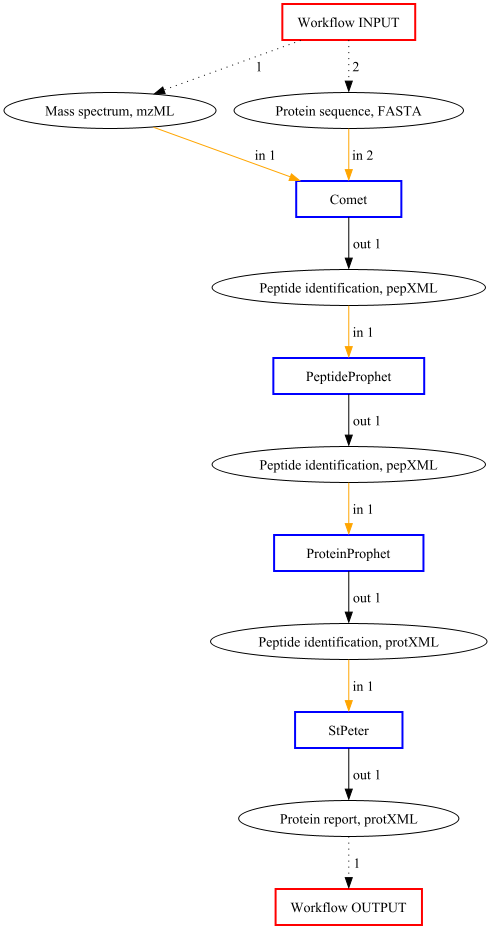 Workflow INPUT
1
2
Mass spectrum, mzML
Protein sequence, FASTA
in 1
in 2
Comet
out 1
Peptide identification, pepXML
in 1
PeptideProphet
out 1
Peptide identification, pepXML
in 1
ProteinProphet
out 1
Peptide identification, protXML
in 1
StPeter
out 1
Protein report, protXML
1
Workflow OUTPUT